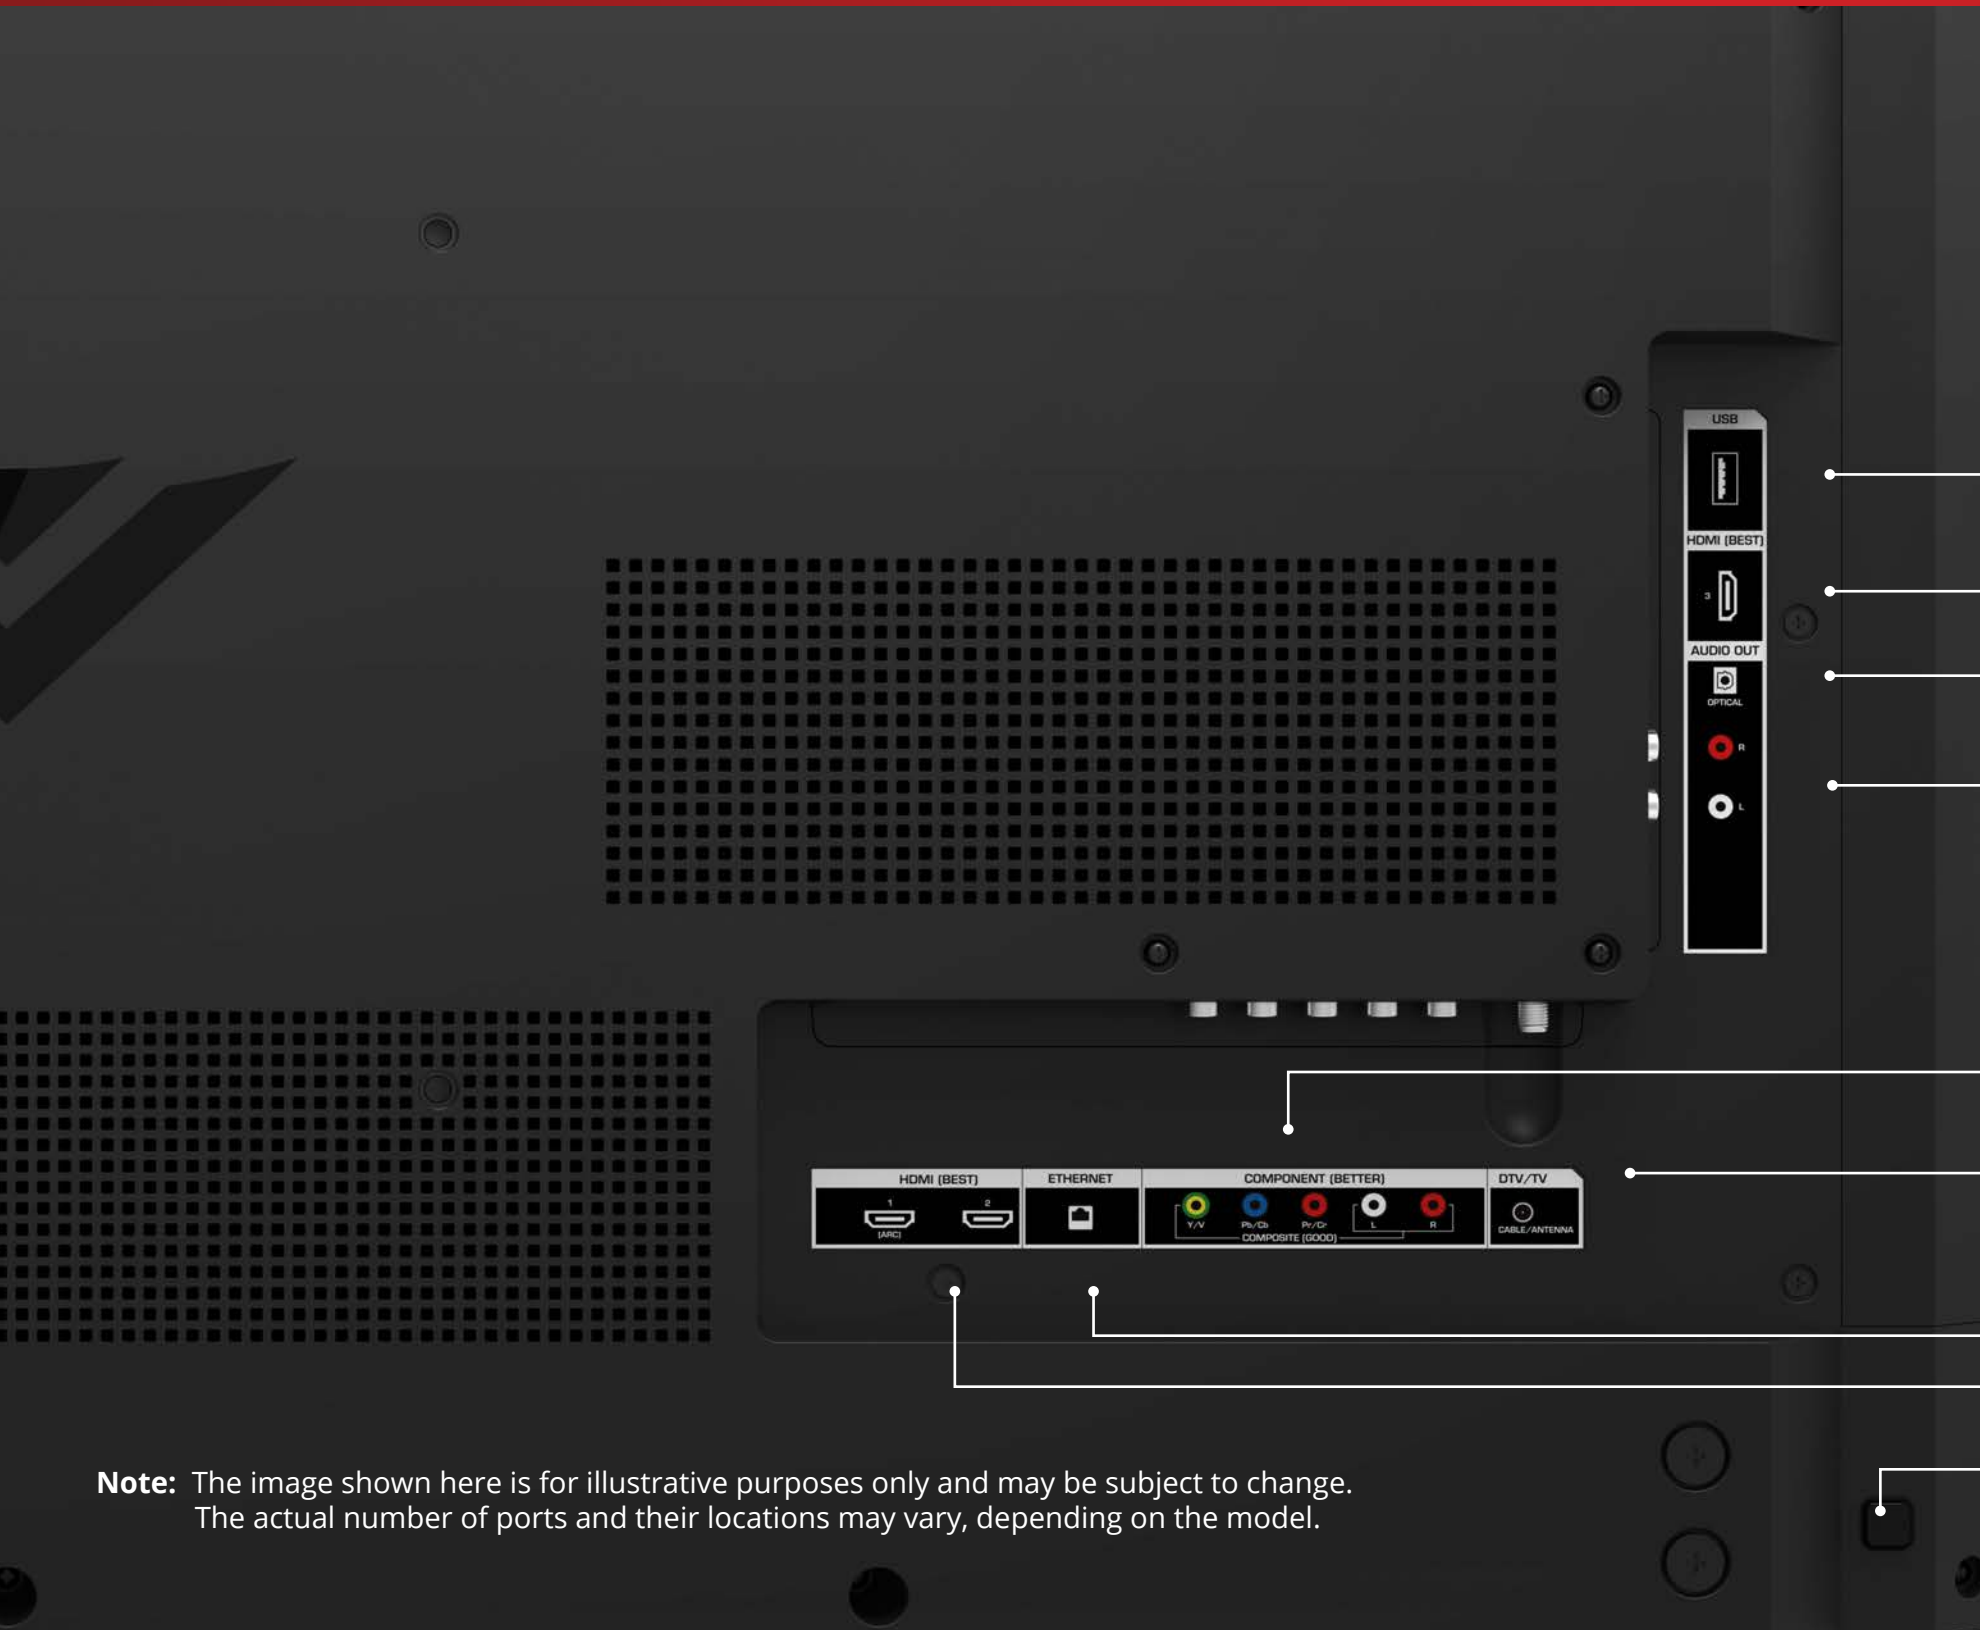 USB
HDMI (BEST)
3
AUDIO OUT
OPTICAL
R
L
HDMI (BEST)
1
2
(ARC)
ETHERNET
COMPONENT (BETTER)
Y/V Pb/Cb Pr/Cr L R
COMPOSITE (GOOD)
DTV/TV
CABLE/ANTENNA
Note: The image shown here is for illustrative purposes only and may be subject to change.
The actual number of ports and their locations may vary, depending on the model.